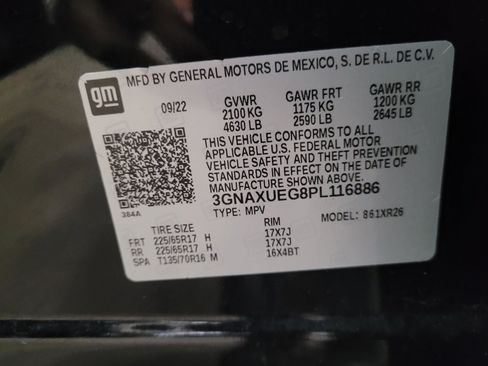 gm
MFD BY GENERAL MOTORS DE MEXICO, S. DE R.L. DE C.V.
09/22 GVWR GAWR FRT GAWR RR
2100 KG 1175 KG 1200 KG
4630 LB 2590 LB 2645 LB
THIS VEHICLE CONFORMS TO ALL
APPLICABLE U.S. FEDERAL MOTOR
VEHICLE SAFETY AND THEFT PREVENTION
STANDARDS IN EFFECT ON THE DATE OF
MANUFACTURE SHOWN ABOVE.
384A
3GNAXUEG8PL116886
TYPE: MPV MODEL: 861XR26
TIRE SIZE RIM
FRT 225/65R17 H 17X7J
RR 225/65R17 H 17X7J
SPA T135/70R16 M 16X4BT